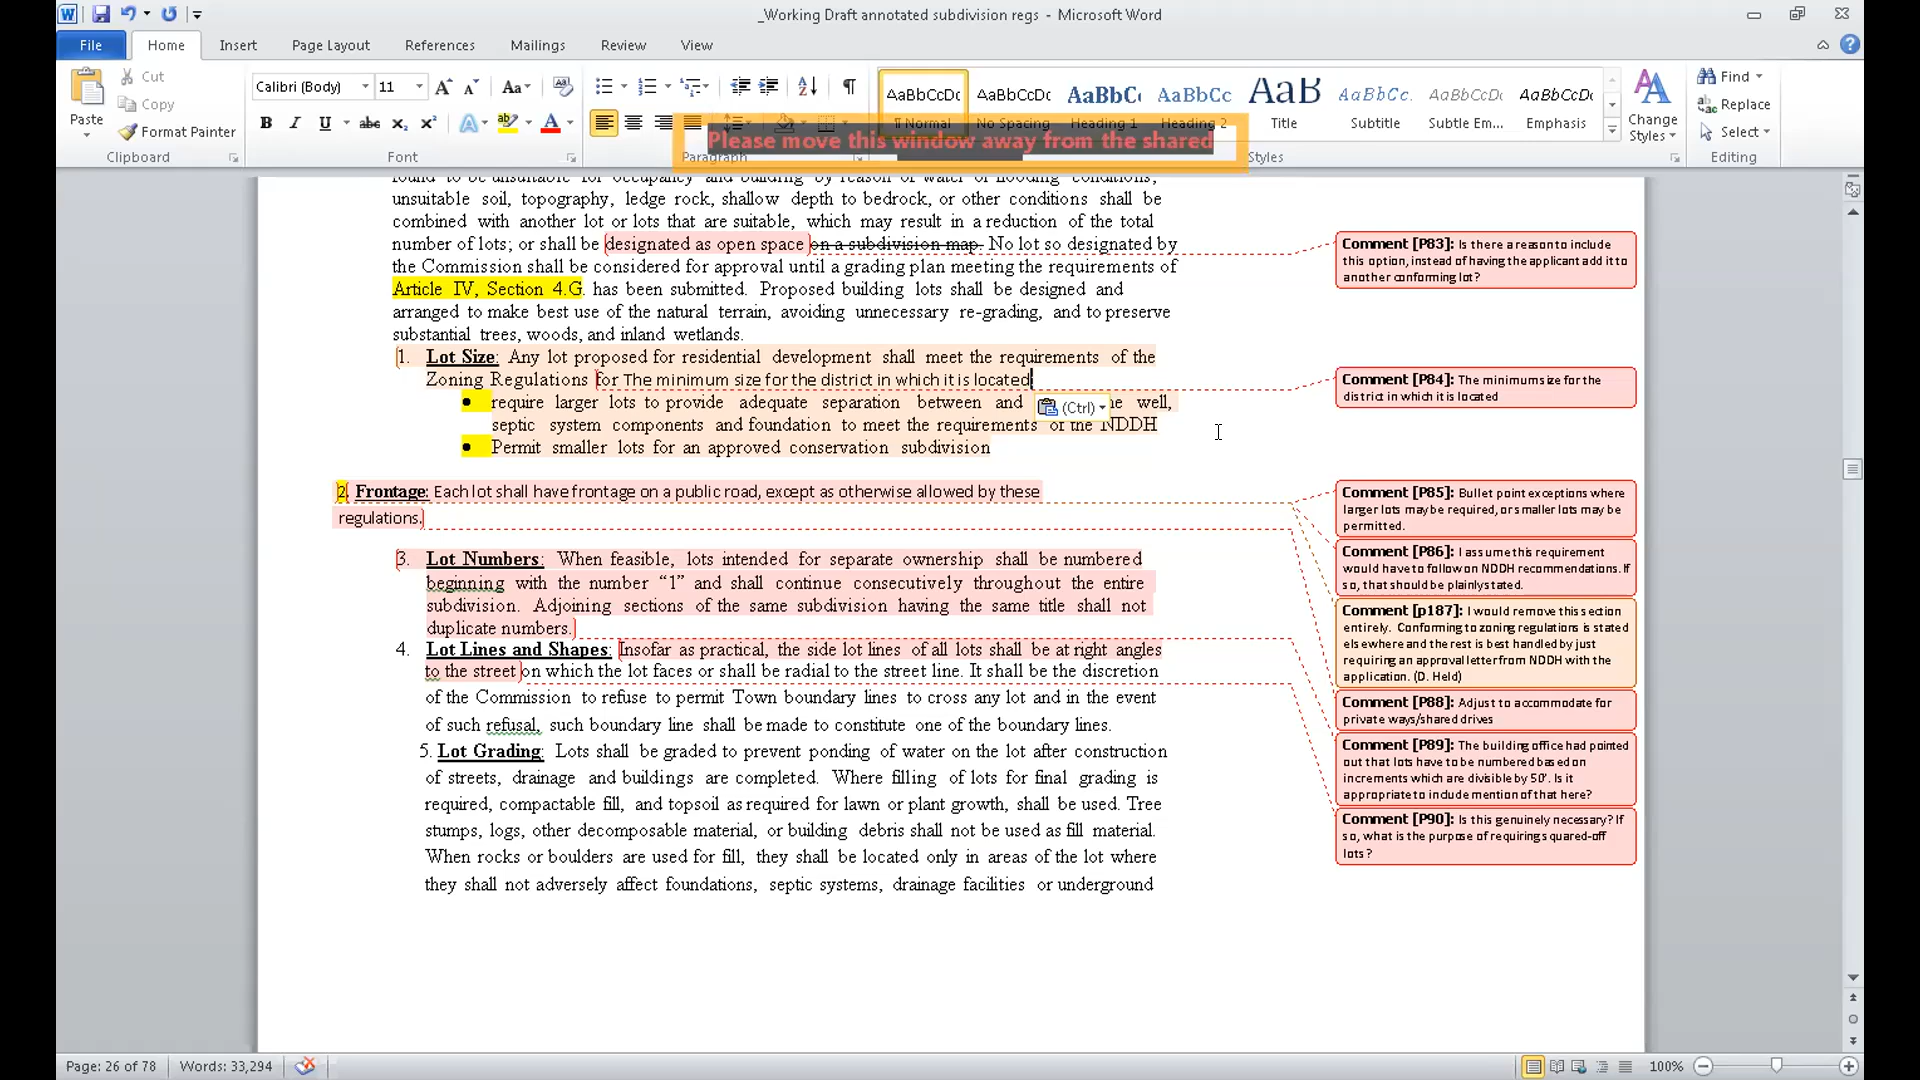 _Working Draft annotated subdivision regs - Microsoft Word
File Home Insert Page Layout References Mailings Review View
Paste
Cut
Copy
Format Painter
Clipboard
Calibri (Body) 11
Font
Paragraph
AaBbCcDc AaBbCcDc AaBbC( AaBbCc AaB AaBbCc. AaBbCcDc AaBbCcDc
¶ Normal No Spacing Heading 1 Heading 2 Title Subtitle Subtle Em... Emphasis
Change Styles
Styles
Find
Replace
Select
Editing
Please move this window away from the shared
found to be unsuitable for occupancy and building by reason of water or flooding conditions,
unsuitable soil, topography, ledge rock, shallow depth to bedrock, or other conditions shall be
combined with another lot or lots that are suitable, which may result in a reduction of the total
number of lots; or shall be designated as open space on a subdivision map. No lot so designated by
the Commission shall be considered for approval until a grading plan meeting the requirements of
Article IV, Section 4.G. has been submitted. Proposed building lots shall be designed and
arranged to make best use of the natural terrain, avoiding unnecessary re-grading, and to preserve
substantial trees, woods, and inland wetlands.
1. Lot Size: Any lot proposed for residential development shall meet the requirements of the
Zoning Regulations for The minimum size for the district in which it is located
• require larger lots to provide adequate separation between and well,
(Ctrl)
septic system components and foundation to meet the requirements of the NDDH
• Permit smaller lots for an approved conservation subdivision
2. Frontage: Each lot shall have frontage on a public road, except as otherwise allowed by these
regulations.
3. Lot Numbers: When feasible, lots intended for separate ownership shall be numbered
beginning with the number “1” and shall continue consecutively throughout the entire
subdivision. Adjoining sections of the same subdivision having the same title shall not
duplicate numbers.
4. Lot Lines and Shapes: Insofar as practical, the side lot lines of all lots shall be at right angles
to the street on which the lot faces or shall be radial to the street line. It shall be the discretion
of the Commission to refuse to permit Town boundary lines to cross any lot and in the event
of such refusal, such boundary line shall be made to constitute one of the boundary lines.
5. Lot Grading: Lots shall be graded to prevent ponding of water on the lot after construction
of streets, drainage and buildings are completed. Where filling of lots for final grading is
required, compactable fill, and topsoil as required for lawn or plant growth, shall be used. Tree
stumps, logs, other decomposable material, or building debris shall not be used as fill material.
When rocks or boulders are used for fill, they shall be located only in areas of the lot where
they shall not adversely affect foundations, septic systems, drainage facilities or underground
Comment [P83]: Is there a reason to include
this option, instead of having the applicant add it to
another conforming lot?
Comment [P84]: The minimum size for the
district in which it is located
Comment [P85]: Bullet point exceptions where
larger lots may be required, or smaller lots may be
permitted.
Comment [P86]: I assume this requirement
would have to follow on NDDH recommendations. If
so, that should be plainly stated.
Comment [p187]: I would remove this section
entirely. Conforming to zoning regulations is stated
elsewhere and the rest is best handled by just
requiring an approval letter from NDDH with the
application. (D. Held)
Comment [P88]: Adjust to accommodate for
private ways/shared drives
Comment [P89]: The building office had pointed
out that lots have to be numbered based on
increments which are divisible by 50'. Is it
appropriate to include mention of that here?
Comment [P90]: Is this genuinely necessary? If
so, what is the purpose of requiring squared-off
lots?
Page: 26 of 78 Words: 33,294 100%